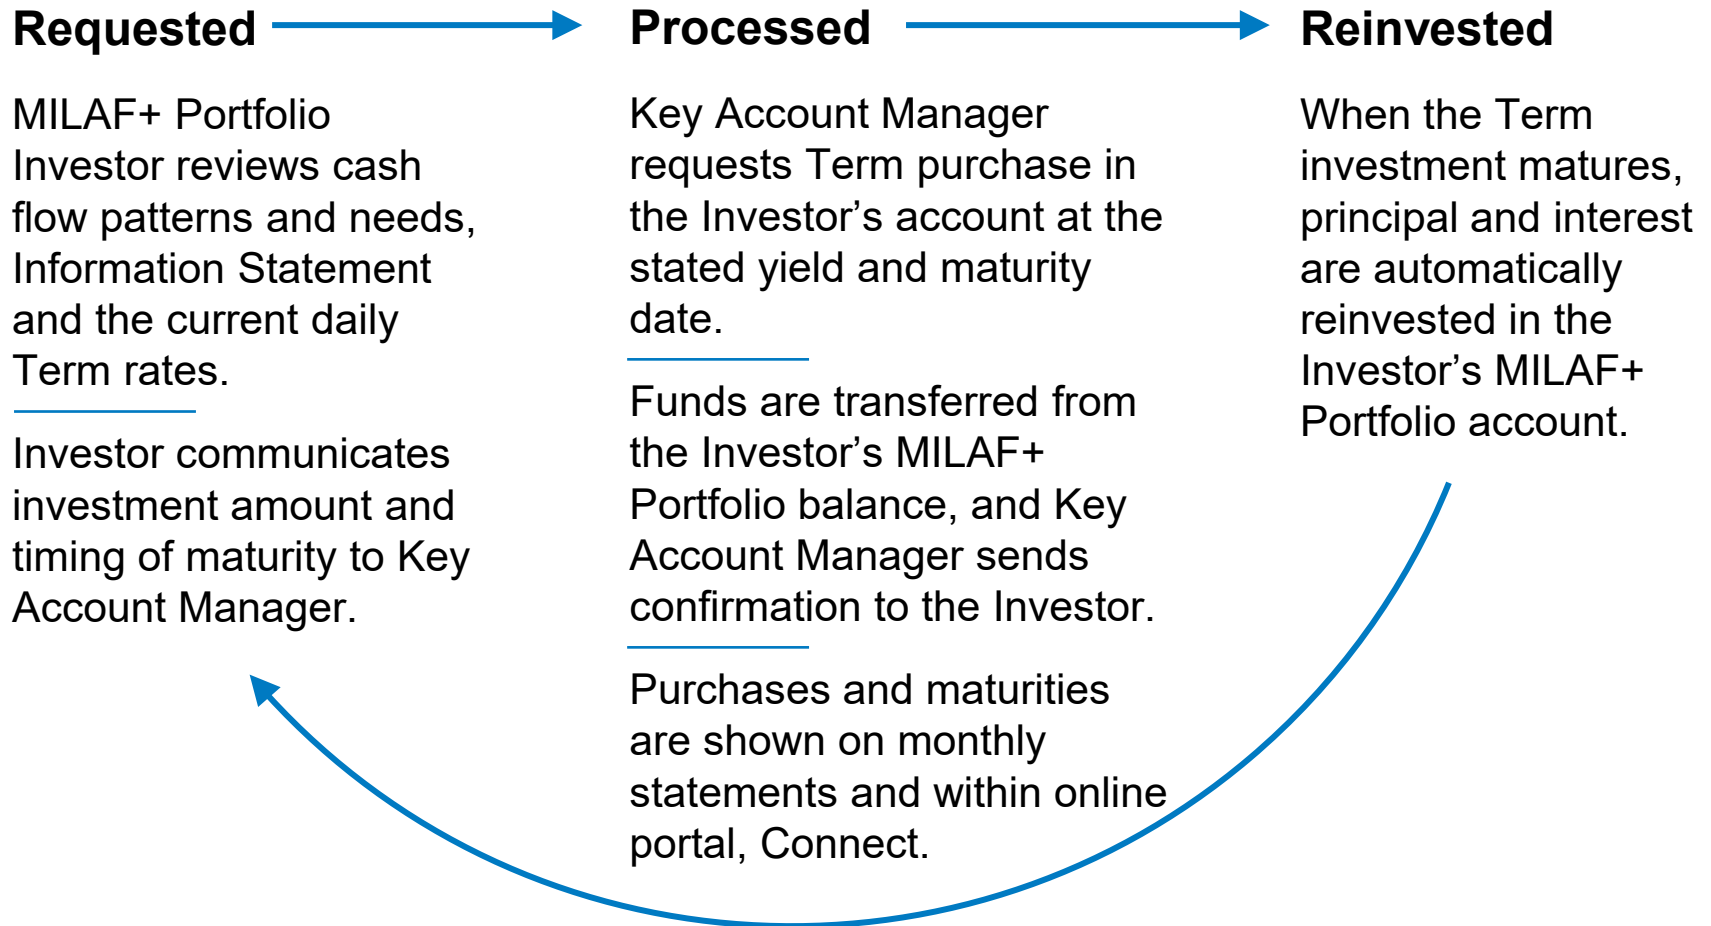 Requested
MILAF+ Portfolio
Investor reviews cash
flow patterns and needs,
Information Statement
and the current daily
Term rates.
Investor communicates
investment amount and
timing of maturity to Key
Account Manager.
Processed
Key Account Manager
requests Term purchase in
the Investor’s account at the
stated yield and maturity
date.
Funds are transferred from
the Investor’s MILAF+
Portfolio balance, and Key
Account Manager sends
confirmation to the Investor.
Purchases and maturities
are shown on monthly
statements and within online
portal, Connect.
Reinvested
When the Term
investment matures,
principal and interest
are automatically
reinvested in the
Investor’s MILAF+
Portfolio account.